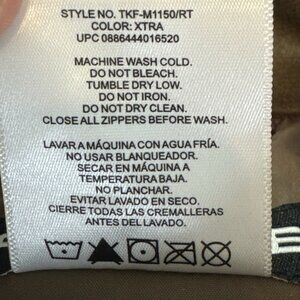 STYLE NO. TKF-M1150/RT
COLOR: XTRA
UPC 0886444016520
MACHINE WASH COLD.
DO NOT BLEACH.
TUMBLE DRY LOW.
DO NOT IRON.
DO NOT DRY CLEAN.
CLOSE ALL ZIPPERS BEFORE WASH.
LAVAR A MÁQUINA CON AGUA FRÍA.
NO USAR BLANQUEADOR.
SECAR EN MÁQUINA A
TEMPERATURA BAJA.
NO PLANCHAR.
EVITAR LAVADO EN SECO.
CIERRE TODAS LAS CREMALLERAS
ANTES DEL LAVADO.